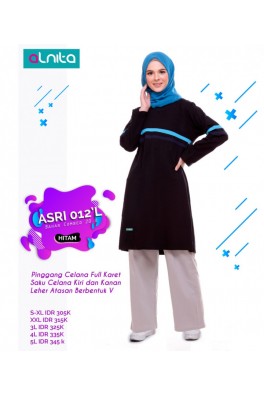 alnita
ASRI 012'L
HITAM
Pinggang Celana Full Karet
Saku Celana Kiri dan Kanan
Leher Atasan Berbentuk V
S-XL IDR 305K
XXL IDR 315K
3L IDR 325K
4L IDR 335K
5L IDR 345 k